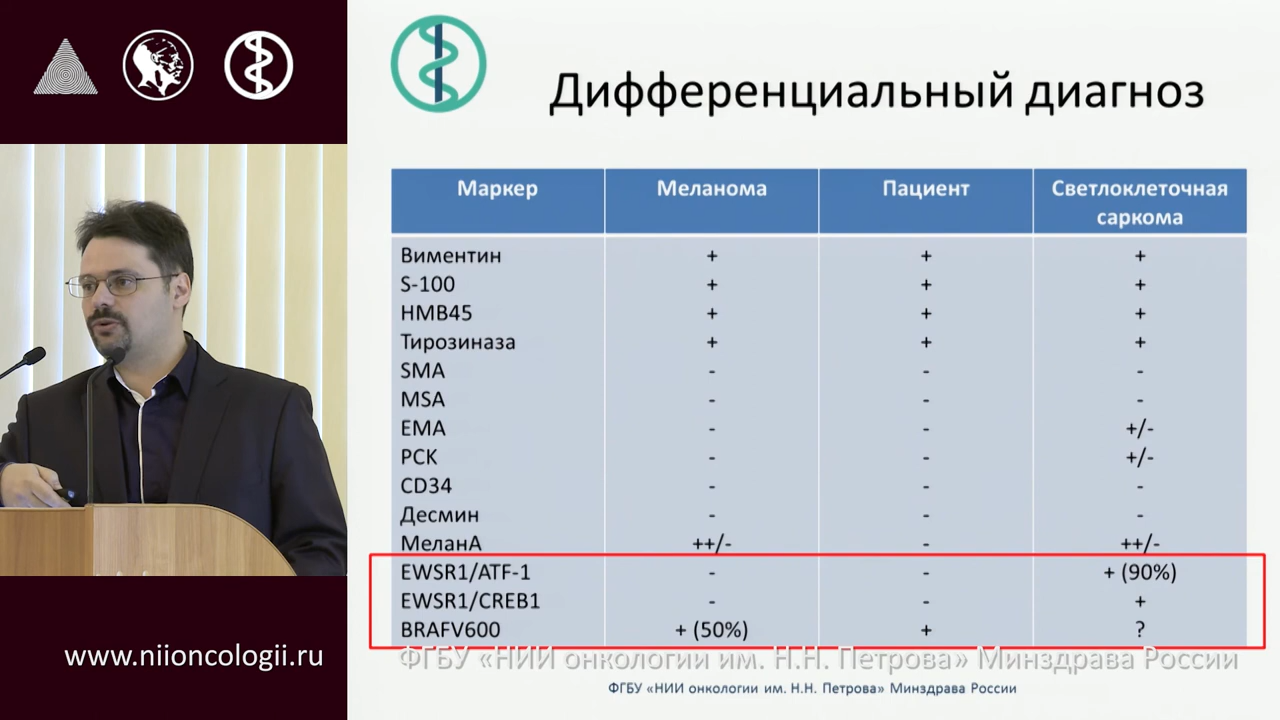 Дифференциальный диагноз
Маркер Меланома Пациент Светлоклеточная саркома
Виментин + + +
S-100 + + +
HMB45 + + +
Тирозиназа + + +
SMA - - -
MSA - - -
EMA - - +/-
PCK - - +/-
CD34 - - -
Десмин - - -
МеланА ++/- - ++/-
EWSR1/ATF-1 - - + (90%)
EWSR1/CREB1 - - +
BRAFV600 + (50%) + ?
www.niioncologii.ru
ФГБУ «НИИ онкологии им. Н.Н. Петрова» Минздрава России
ФГБУ «НИИ онкологии им. Н.Н. Петрова» Минздрава России